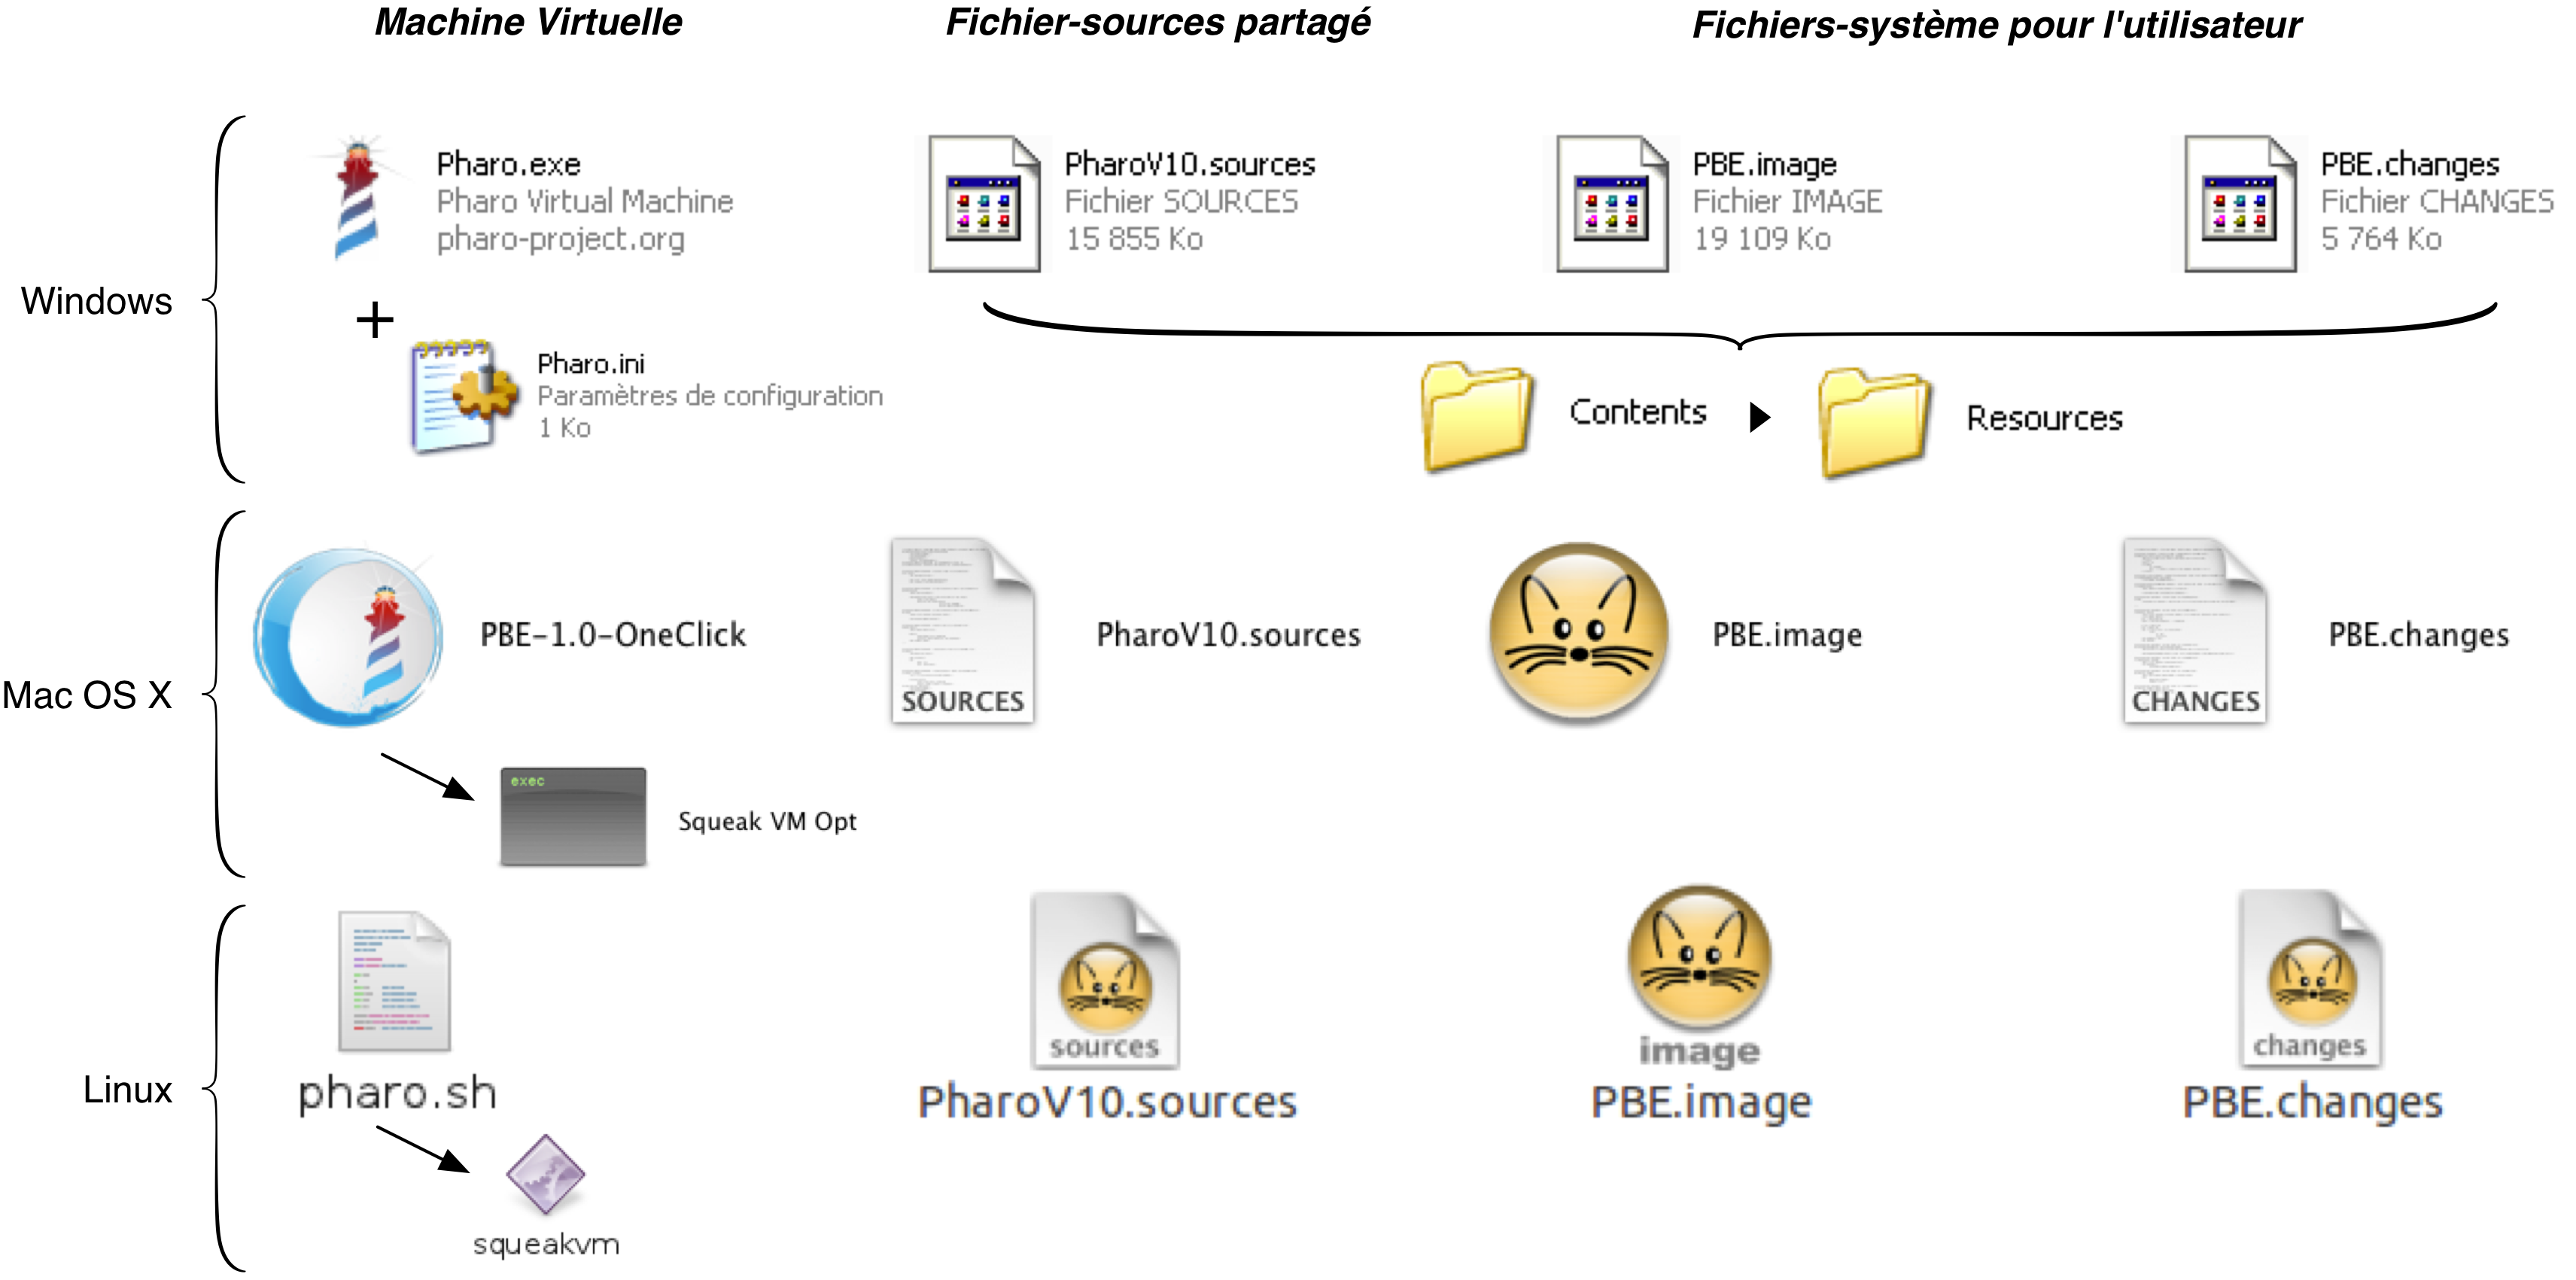 Machine Virtuelle
Fichier-sources partagé
Fichiers-système pour l'utilisateur
Windows
Pharo.exe
Pharo Virtual Machine
pharo-project.org
+
Pharo.ini
Paramètres de configuration
1 Ko
PharoV10.sources
Fichier SOURCES
15 855 Ko
PBE.image
Fichier IMAGE
19 109 Ko
PBE.changes
Fichier CHANGES
5 764 Ko
Contents
Resources
Mac OS X
PBE-1.0-OneClick
exec
Squeak VM Opt
SOURCES
PharoV10.sources
PBE.image
CHANGES
PBE.changes
Linux
pharo.sh
squeakvm
sources
PharoV10.sources
image
PBE.image
changes
PBE.changes